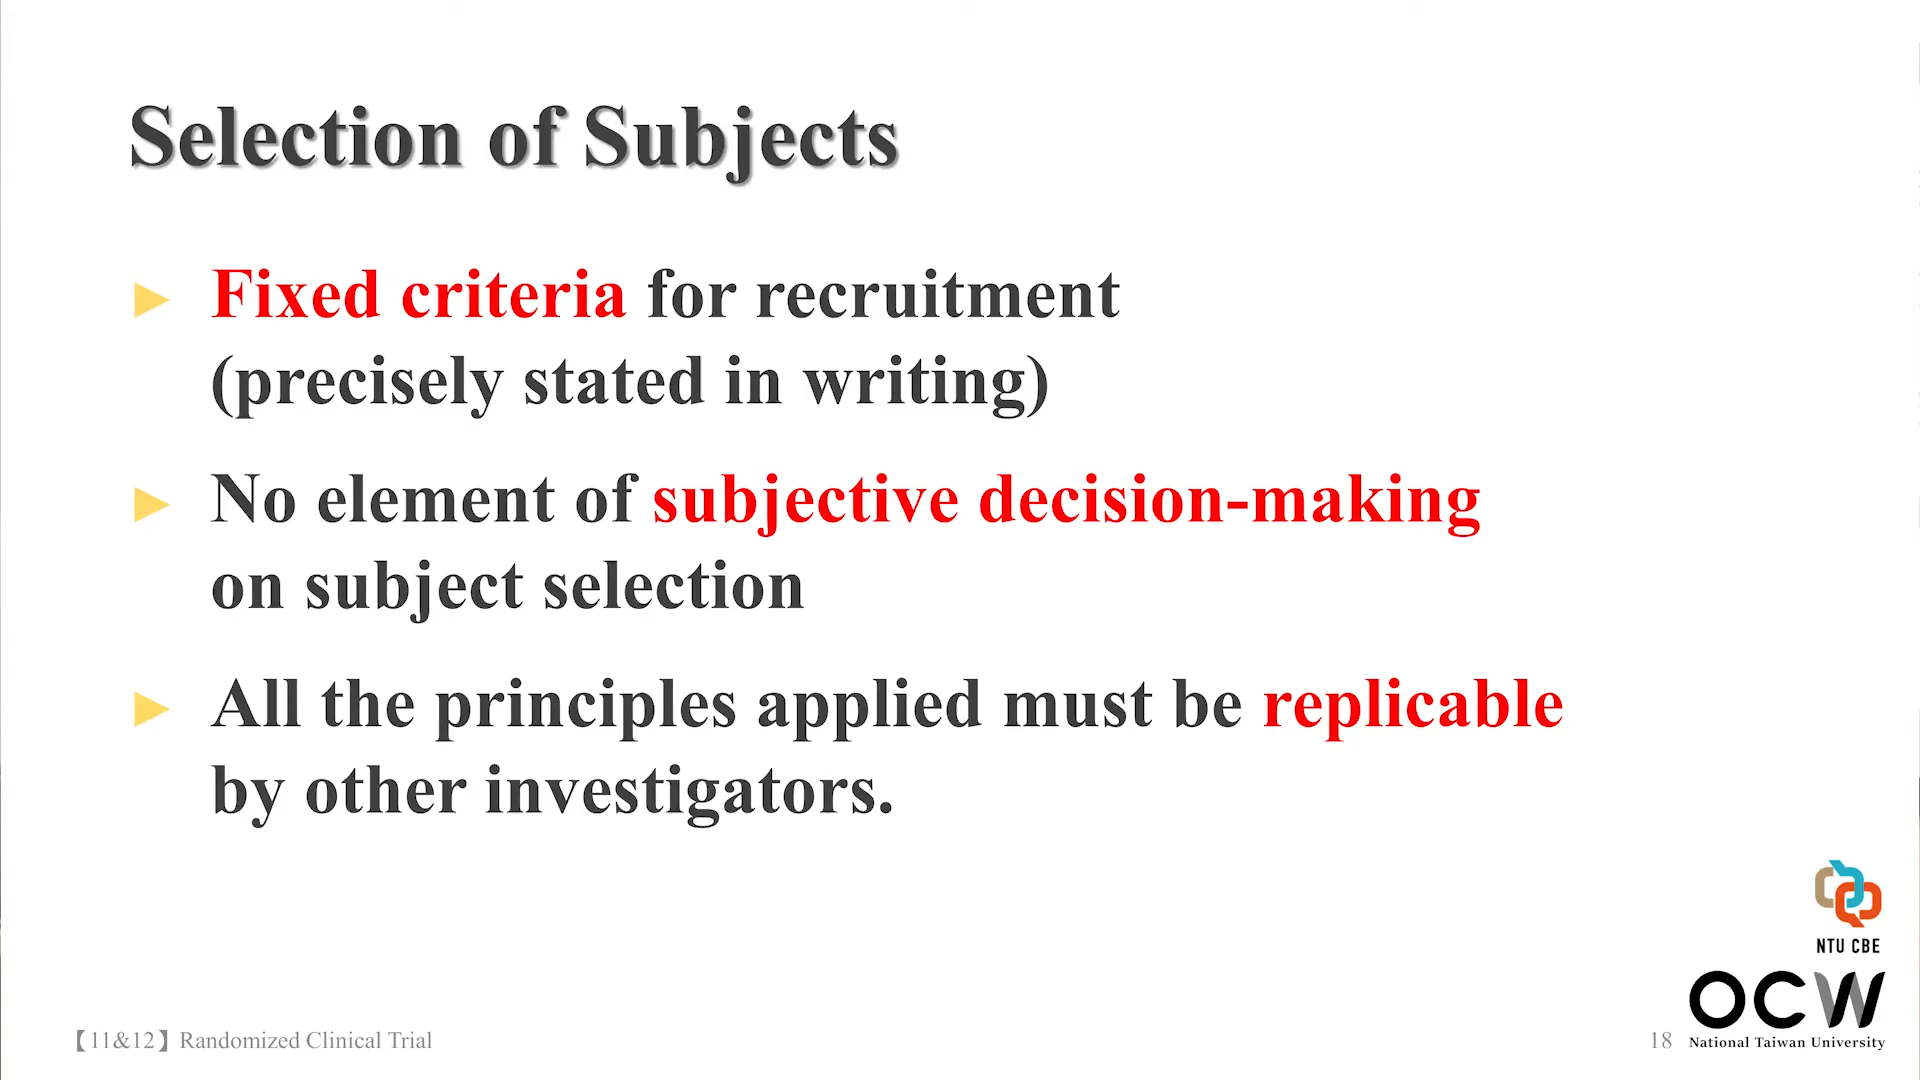 Selection of Subjects
► Fixed criteria for recruitment
(precisely stated in writing)
► No element of subjective decision-making
on subject selection
► All the principles applied must be replicable
by other investigators.
NTU CBE
OCW
National Taiwan University
【11&12】Randomized Clinical Trial
18